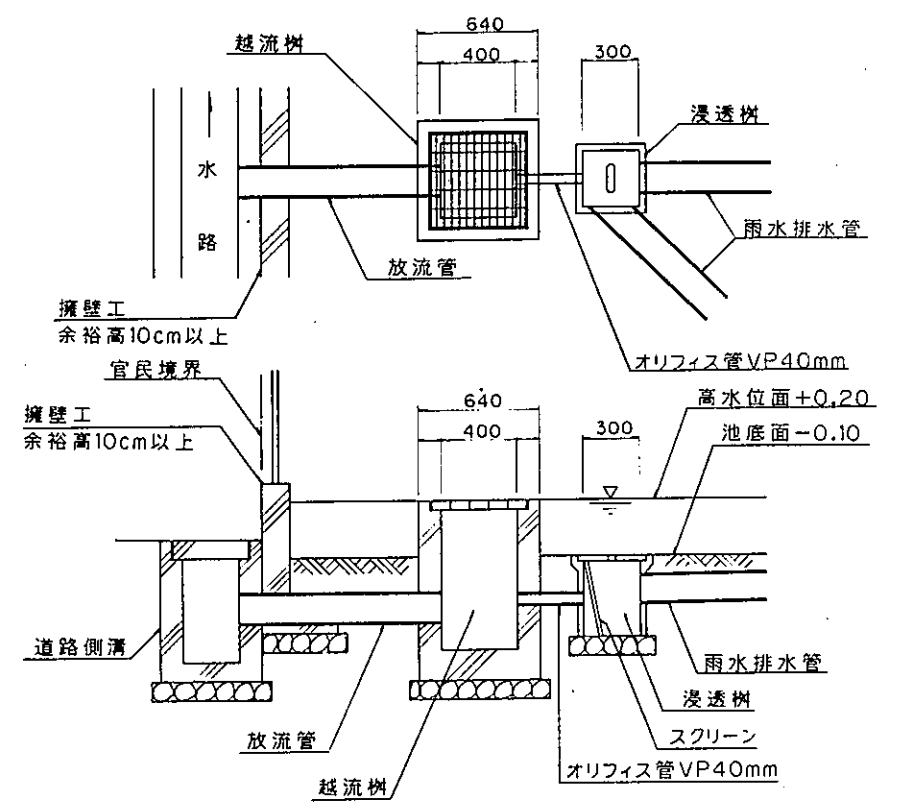 640
越流桝
400
300
浸透桝
水
路
雨水排水管
放流管
擁壁工
余裕高10cm以上
オリフィス管VP40mm
官民境界
高水位面+0.20
640
擁壁工
400
300
池底面-0.10
余裕高10cm以上
道路側溝
雨水排水管
浸透桝
放流管
スクリーン
オリフィス管VP40mm
越流桝